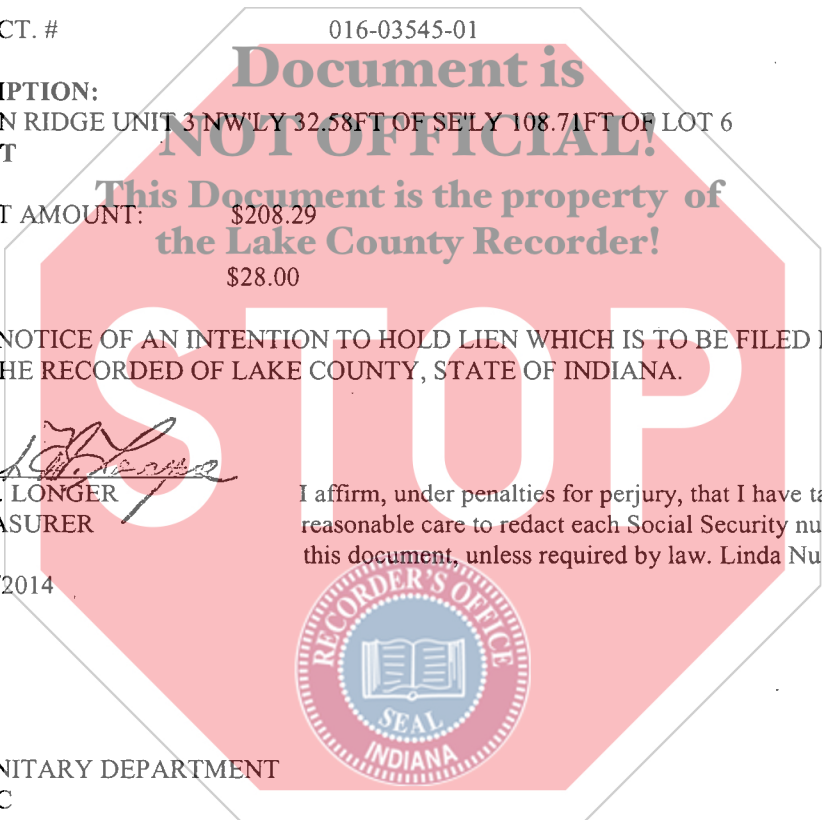 CT. # 016-03545-01
Document is
IPTION:
N RIDGE UNIT 3 NW'LY 32.58FT OF SE'LY 108.71FT OF LOT 6
NOT OFFICIAL!
T
This Document is the property of
T AMOUNT: $208.29
the Lake County Recorder!
$28.00
STOP
NOTICE OF AN INTENTION TO HOLD LIEN WHICH IS TO BE FILED
HE RECORDED OF LAKE COUNTY, STATE OF INDIANA.
. LONGER
ASURER
I affirm, under penalties for perjury, that I have ta
reasonable care to redact each Social Security nu
this document, unless required by law. Linda Nu
/2014
RECORDER'S OFFICE
SEAL
INDIANA
NITARY DEPARTMENT
C